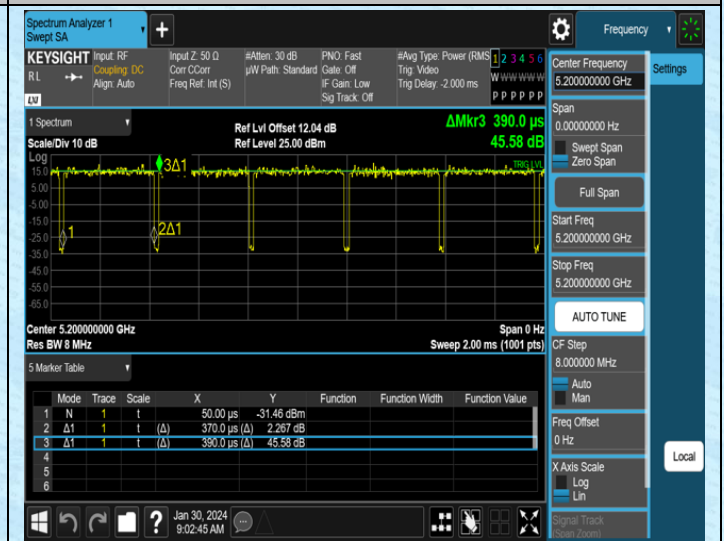 Spectrum Analyzer 1
Swept SA
Frequency
KEYSIGHT
RL
LXI
Input: RF
Coupling: DC
Align: Auto
Input Z: 50 Ω
Corr CCorr
Freq Ref: Int (S)
#Atten: 30 dB
µW Path: Standard
PNO: Fast
Gate: Off
IF Gain: Low
Sig Track: Off
#Avg Type: Power (RMS
Trig: Video
Trig Delay: -2.000 ms
1 2 3 4 5 6
W W W W W W
P P P P P P
1 Spectrum
Scale/Div 10 dB
Ref Lvl Offset 12.04 dB
Ref Level 25.00 dBm
ΔMkr3 390.0 µs
45.58 dB
Log
15.0
5.00
-5.00
-15.0
-25.0
-35.0
-45.0
-55.0
-65.0
3Δ1
TRIG LVL
1
2Δ1
Center 5.200000000 GHz
Res BW 8 MHz
Span 0 Hz
Sweep 2.00 ms (1001 pts)
5 Marker Table
Mode Trace Scale X Y Function Function Width Function Value
1 N 1 t 50.00 µs -31.46 dBm
2 Δ1 1 t (Δ) 370.0 µs (Δ) 2.267 dB
3 Δ1 1 t (Δ) 390.0 µs (Δ) 45.58 dB
4
5
6
Jan 30, 2024
9:02:45 AM
?
Center Frequency
5.200000000 GHz
Settings
Span
0.00000000 Hz
Swept Span
Zero Span
Full Span
Start Freq
5.200000000 GHz
Stop Freq
5.200000000 GHz
AUTO TUNE
CF Step
8.000000 MHz
Auto
Man
Freq Offset
0 Hz
Local
X Axis Scale
Log
Lin
Signal Track
(Span Zoom)